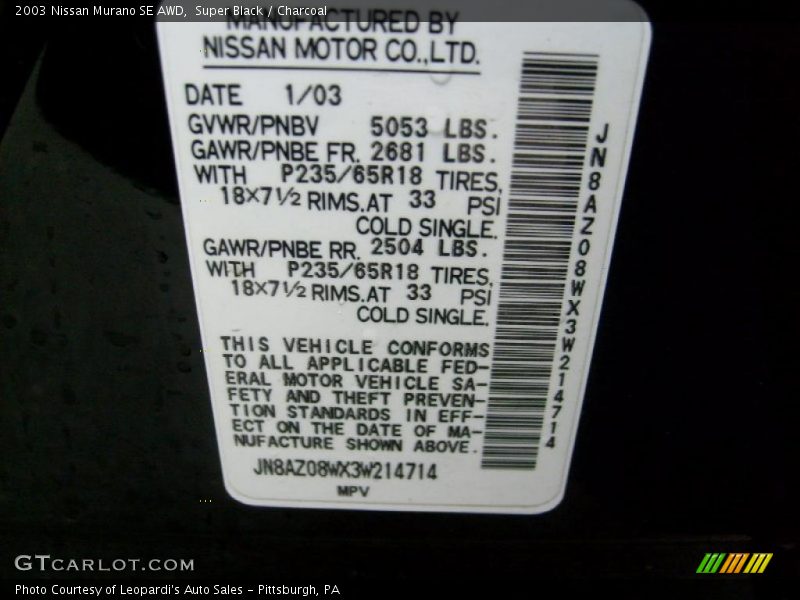 2003 Nissan Murano SE AWD,  Super Black / Charcoal
MANUFACTURED BY
NISSAN MOTOR CO.,LTD.
DATE 1/03
GVWR/PNBV 5053 LBS.
GAWR/PNBE FR. 2681 LBS.
WITH P235/65R18 TIRES,
18×7½ RIMS.AT 33 PSI
COLD SINGLE.
GAWR/PNBE RR. 2504 LBS.
WITH P235/65R18 TIRES,
18×7½ RIMS.AT 33 PSI
COLD SINGLE.
THIS VEHICLE CONFORMS
TO ALL APPLICABLE FED-
ERAL MOTOR VEHICLE SA-
FETY AND THEFT PREVEN-
TION STANDARDS IN EFF-
ECT ON THE DATE OF MA-
NUFACTURE SHOWN ABOVE.
JN8AZ08WX3W214714
MPV
JN8AZ08WX3W214714
GTCARLOT.COM
Photo Courtesy of Leopardi's Auto Sales - Pittsburgh, PA